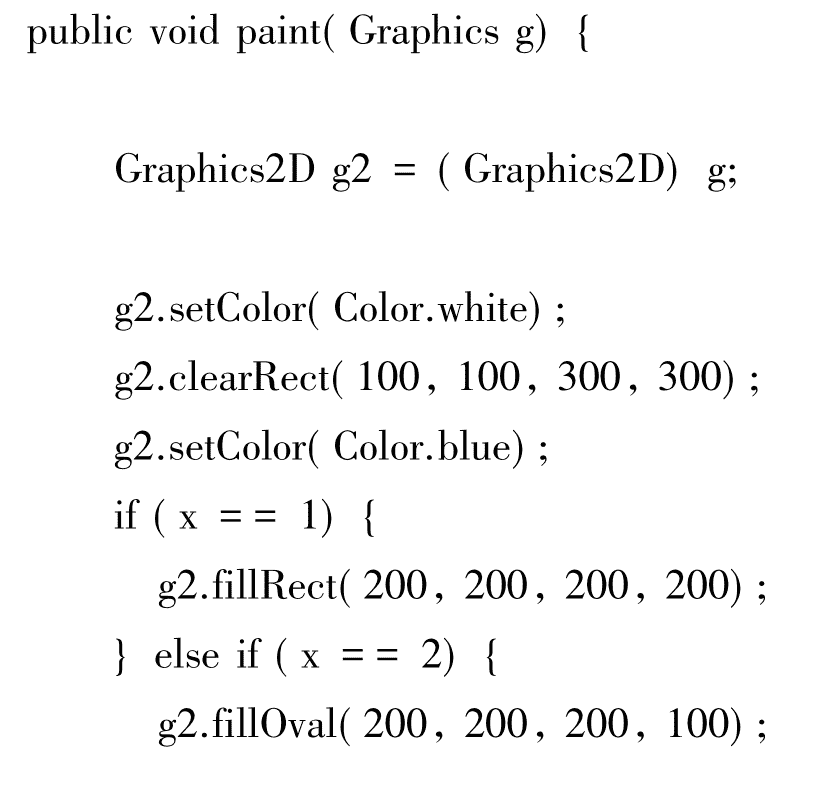 public void paint( Graphics g) {
Graphics2D g2 = ( Graphics2D) g;
g2.setColor( Color.white) ;
g2.clearRect( 100, 100, 300, 300) ;
g2.setColor( Color.blue) ;
if ( x == 1) {
g2.fillRect( 200, 200, 200, 200) ;
} else if ( x == 2) {
g2.fillOval( 200, 200, 200, 100) ;